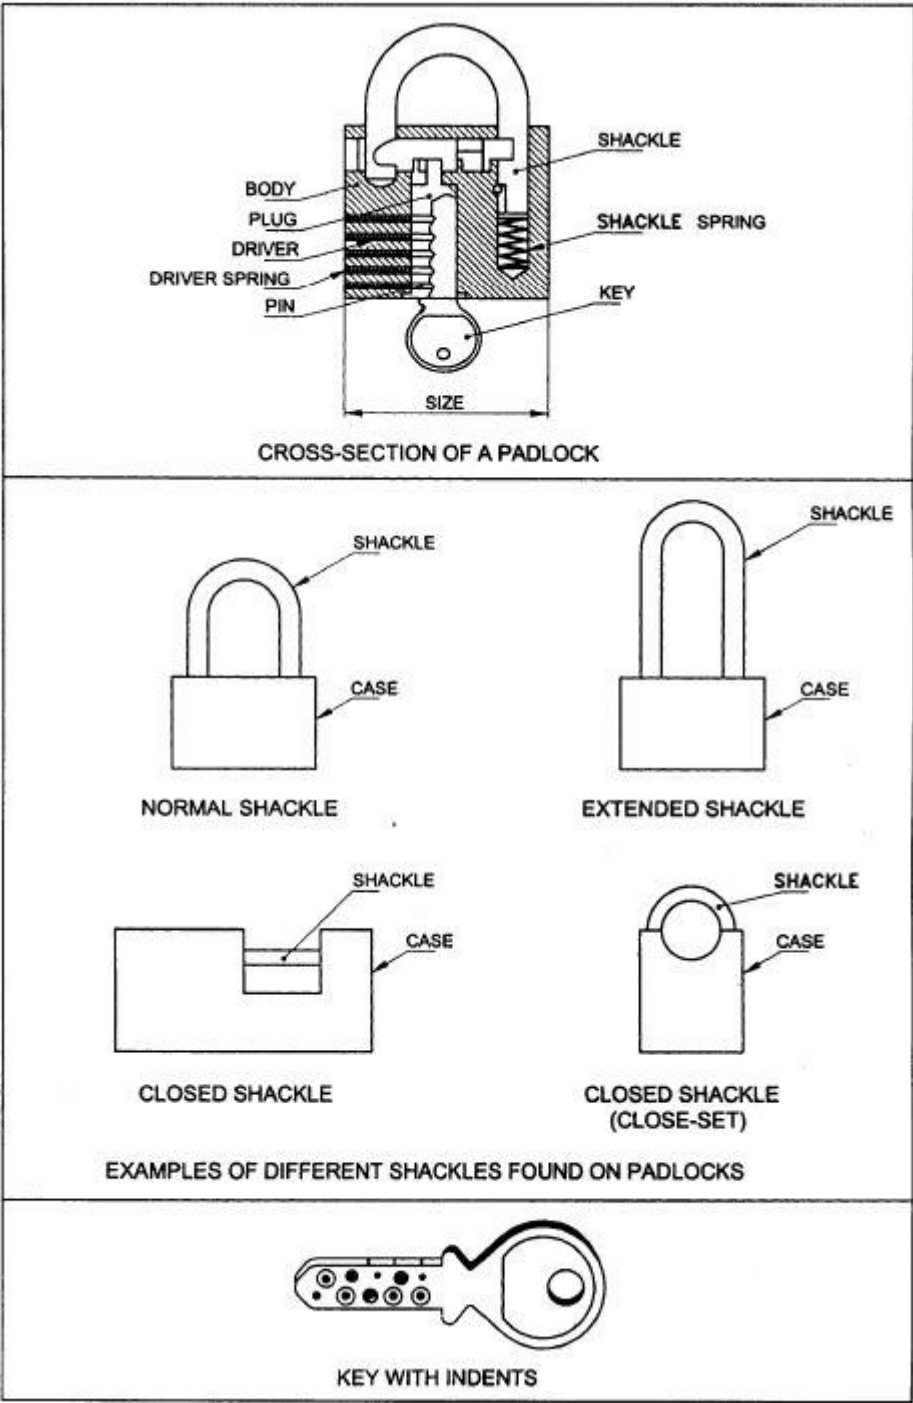 SHACKLE
BODY
PLUG
SHACKLE SPRING
DRIVER
DRIVER SPRING
KEY
PIN
SIZE
CROSS-SECTION OF A PADLOCK
SHACKLE
SHACKLE
CASE
CASE
NORMAL SHACKLE
EXTENDED SHACKLE
SHACKLE
SHACKLE
CASE
CASE
CLOSED SHACKLE
CLOSED SHACKLE
(CLOSE-SET)
EXAMPLES OF DIFFERENT SHACKLES FOUND ON PADLOCKS
KEY WITH INDENTS